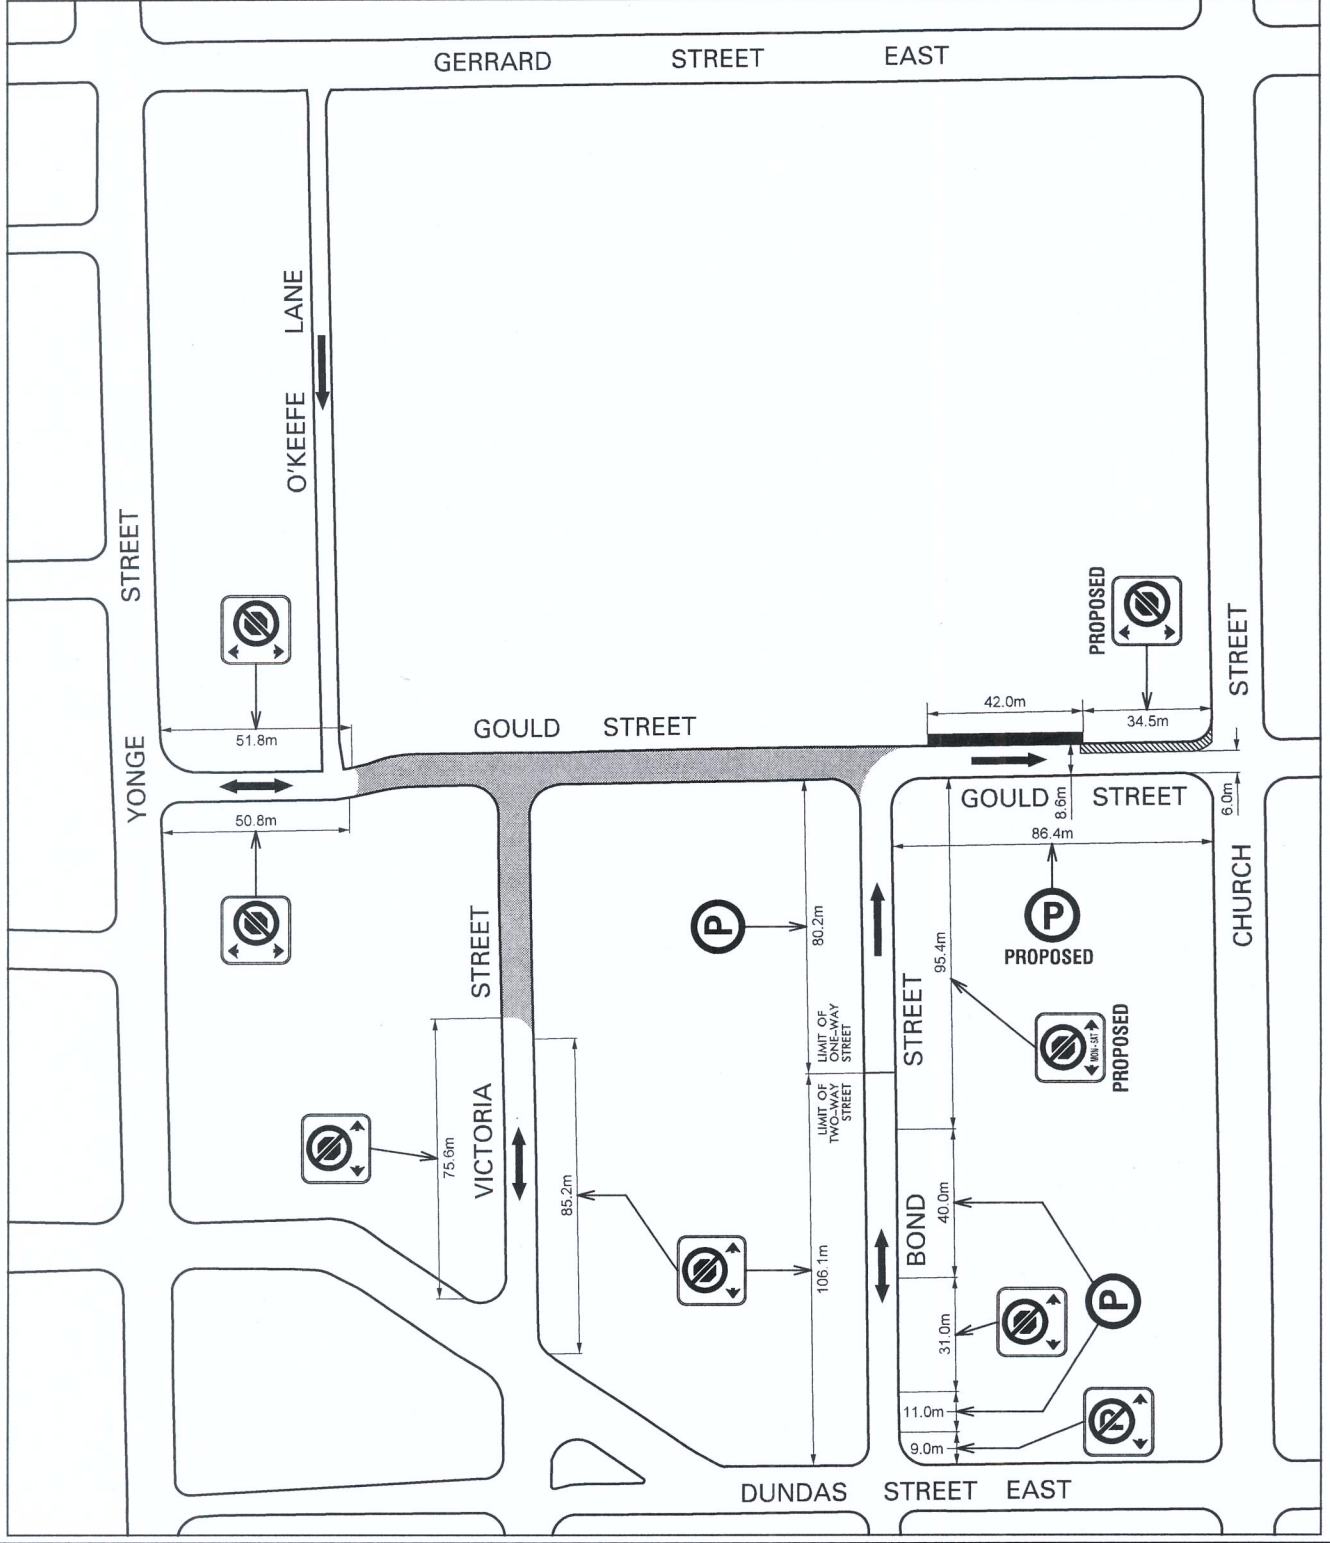 GERRARD STREET EAST
O'KEEFE LANE
YONGE STREET
PROPOSED
42.0m
34.5m
51.8m
GOULD STREET
50.8m
8.6m
6.0m
GOULD STREET
86.4m
CHURCH STREET
P
80.2m
95.4m
P
PROPOSED
MON-SAT
PROPOSED
LIMIT OF
ONE-WAY
STREET
LIMIT OF
TWO-WAY
STREET
VICTORIA STREET
75.6m
85.2m
106.1m
BOND STREET
40.0m
P
31.0m
11.0m
P
9.0m
DUNDAS STREET EAST